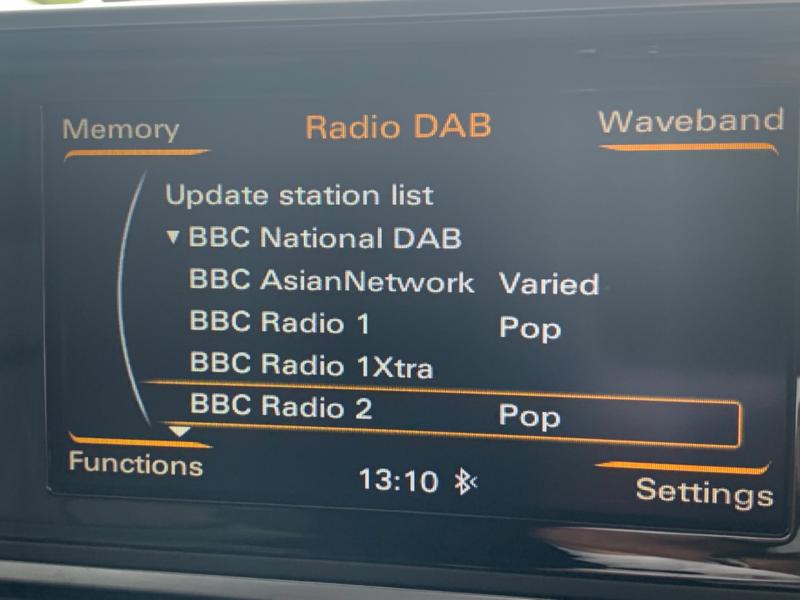 Memory Radio DAB Waveband
Update station list
▼ BBC National DAB
BBC AsianNetwork Varied
BBC Radio 1 Pop
BBC Radio 1Xtra
BBC Radio 2 Pop
Functions 13:10 Settings